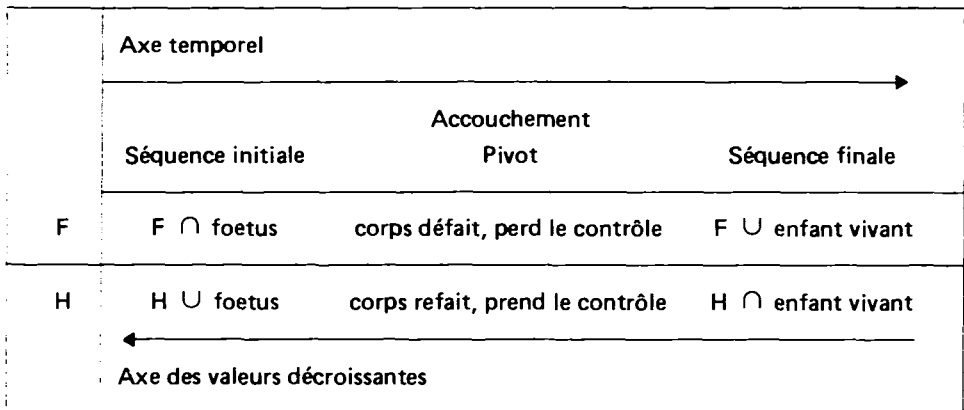 Axe temporel
Accouchement
Séquence initiale Pivot Séquence finale
F F ∩ foetus corps défait, perd le contrôle F ∪ enfant vivant
H H ∪ foetus corps refait, prend le contrôle H ∩ enfant vivant
Axe des valeurs décroissantes